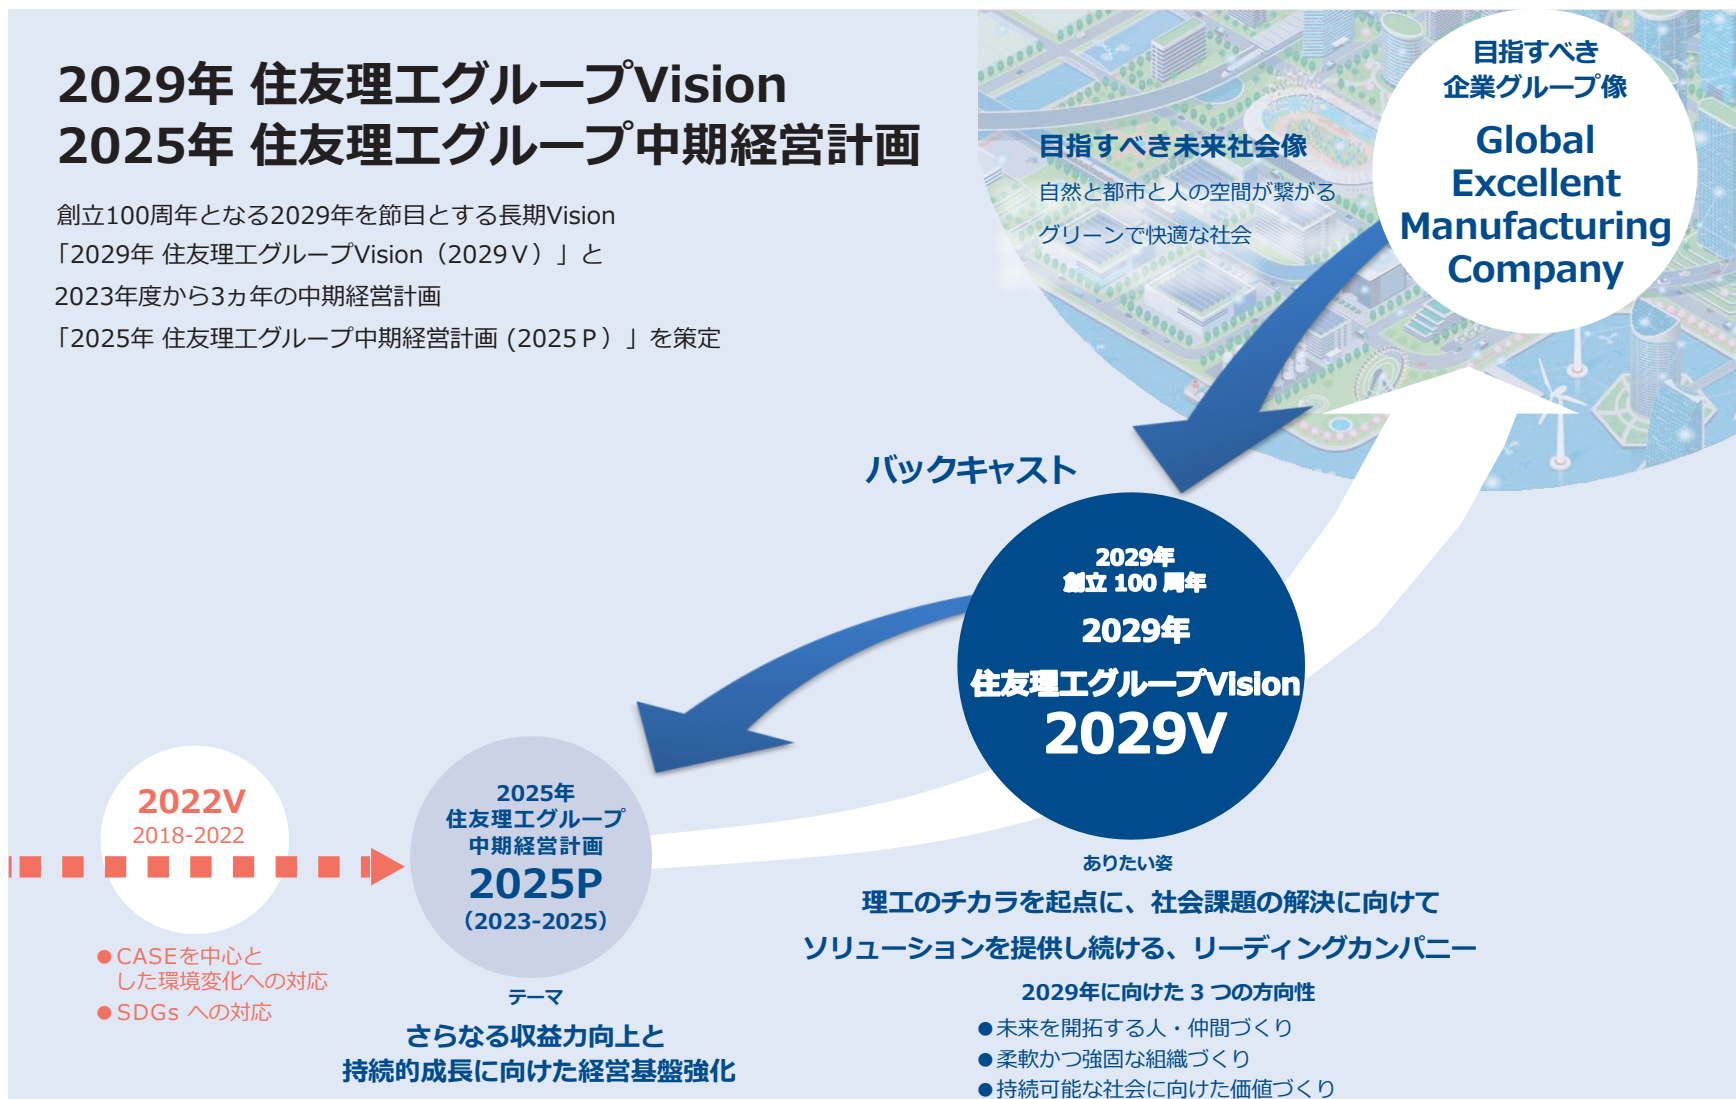 2029年 住友理工グループVision
2025年 住友理工グループ中期経営計画
創立100周年となる2029年を節目とする長期Vision
「2029年 住友理工グループVision（2029Ｖ）」と
2023年度から3ヵ年の中期経営計画
「2025年 住友理工グループ中期経営計画 (2025Ｐ）」を策定
目指すべき未来社会像
自然と都市と人の空間が繋がる
グリーンで快適な社会
目指すべき
企業グループ像
Global
Excellent
Manufacturing
Company
バックキャスト
2029年
創立 100 周年
2029年
住友理工グループVision
2029V
2022V
2018-2022
●CASEを中心と
した環境変化への対応
●SDGs への対応
2025年
住友理工グループ
中期経営計画
2025P
（2023-2025）
テーマ
さらなる収益力向上と
持続的成長に向けた経営基盤強化
ありたい姿
理工のチカラを起点に、社会課題の解決に向けて
ソリューションを提供し続ける、リーディングカンパニー
2029年に向けた 3 つの方向性
●未来を開拓する人・仲間づくり
●柔軟かつ強固な組織づくり
●持続可能な社会に向けた価値づくり